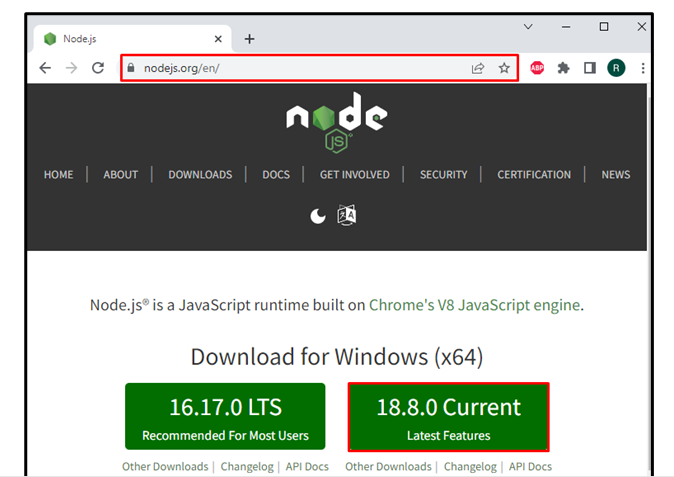 Node.js
nodejs.org/en/
ABP
R
node
JS
HOME | ABOUT | DOWNLOADS | DOCS | GET INVOLVED | SECURITY | CERTIFICATION | NEWS
Node.js® is a JavaScript runtime built on Chrome's V8 JavaScript engine.
Download for Windows (x64)
16.17.0 LTS
Recommended For Most Users
18.8.0 Current
Latest Features
Other Downloads | Changelog | API Docs
Other Downloads | Changelog | API Docs